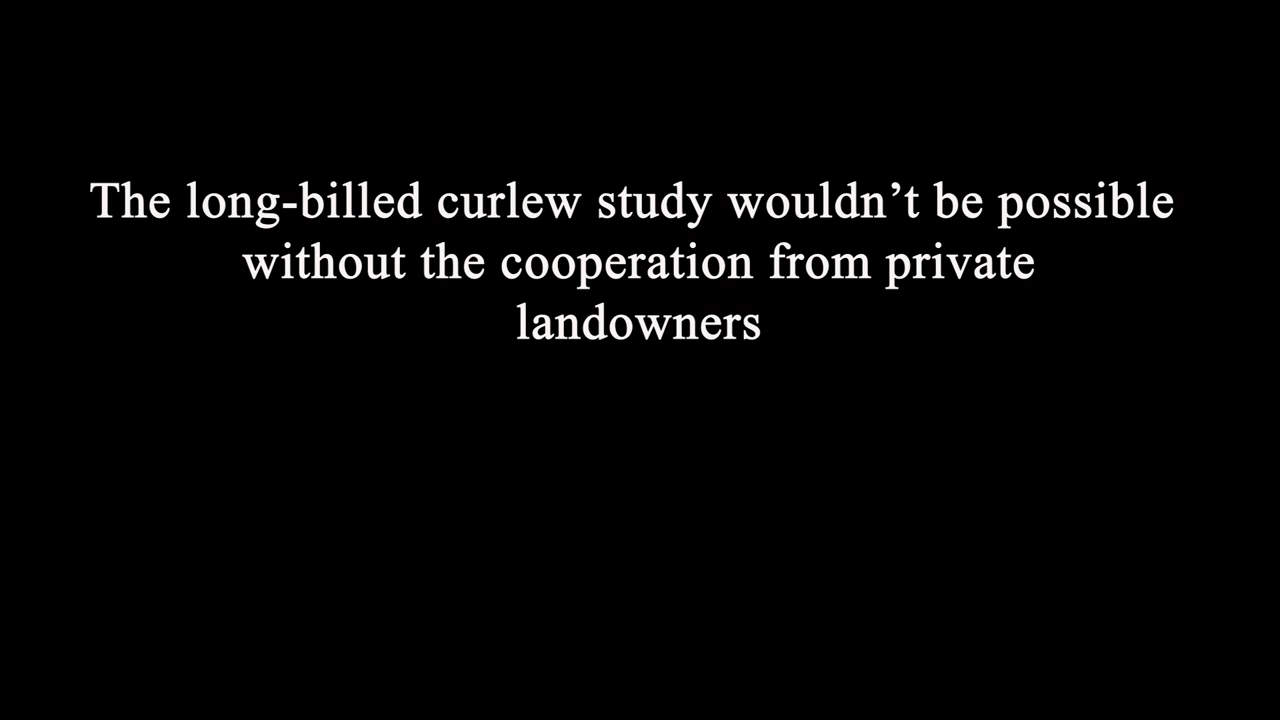 The long-billed curlew study wouldn’t be possible
without the cooperation from private
landowners